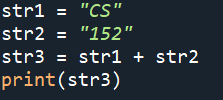 str1 = "CS"
str2 = "152"
str3 = str1 + str2
print(str3)